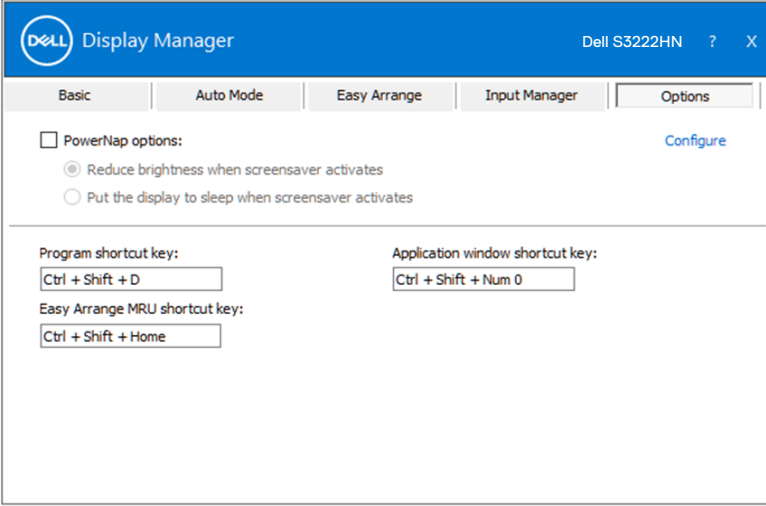 DELL Display Manager Dell S3222HN ? X
Basic Auto Mode Easy Arrange Input Manager Options
PowerNap options: Configure
Reduce brightness when screensaver activates
Put the display to sleep when screensaver activates
Program shortcut key: Application window shortcut key:
Ctrl + Shift + D Ctrl + Shift + Num 0
Easy Arrange MRU shortcut key:
Ctrl + Shift + Home